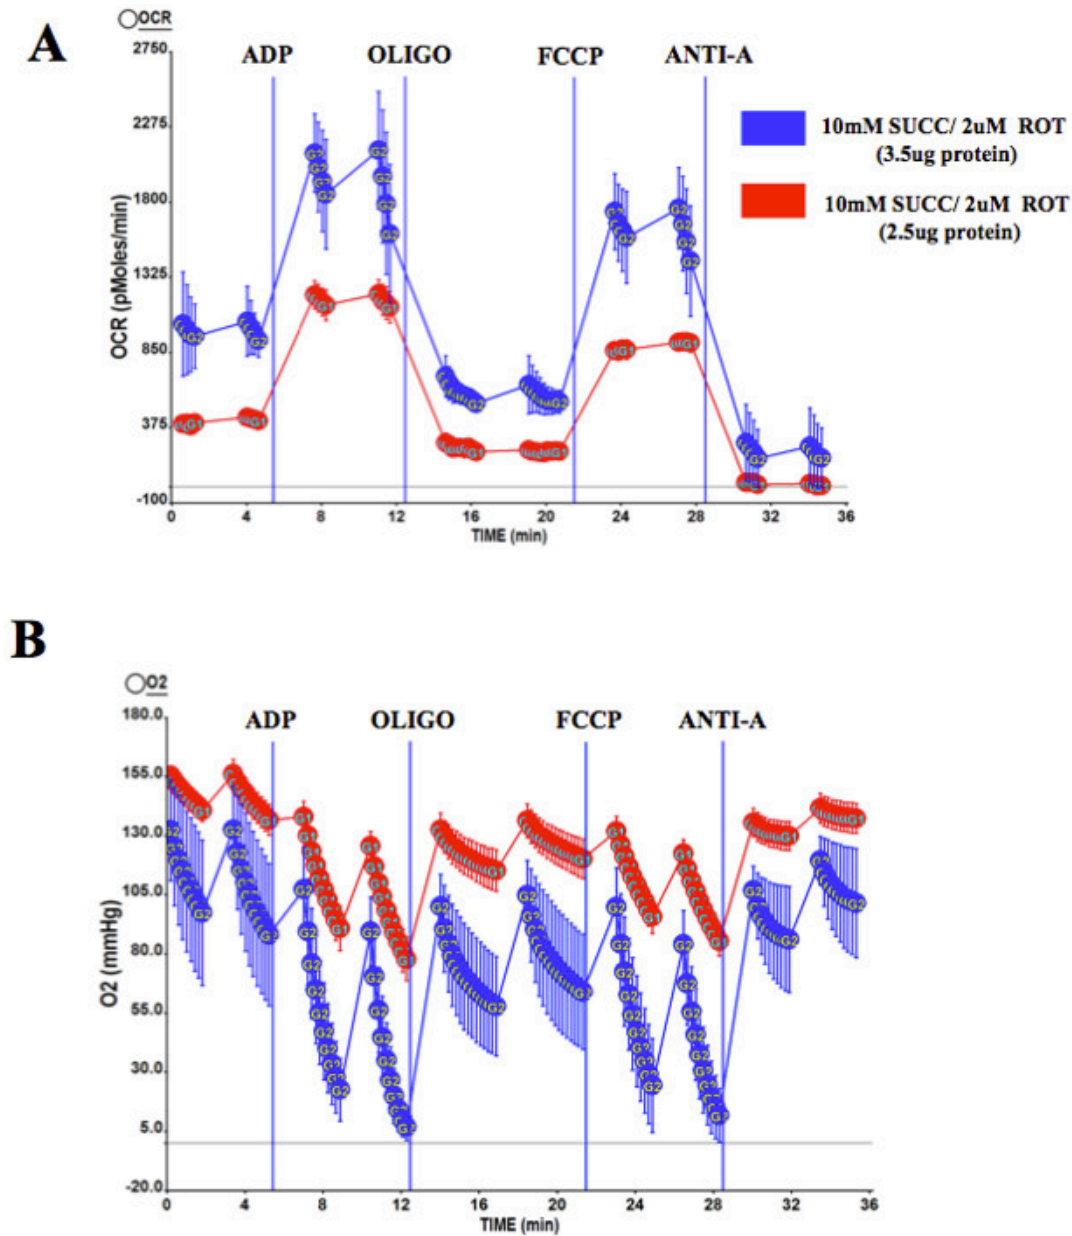 A
OCR
ADP OLIGO FCCP ANTI-A
2750
2275
1800
1325
850
375
-100
OCR (pMoles/min)
0 4 8 12 16 20 24 28 32 36
TIME (min)
10mM SUCC/ 2uM ROT
(3.5ug protein)
10mM SUCC/ 2uM ROT
(2.5ug protein)
B
O2
ADP OLIGO FCCP ANTI-A
180.0
155.0
130.0
105.0
80.0
55.0
30.0
5.0
-20.0
O2 (mmHg)
0 4 8 12 16 20 24 28 32 36
TIME (min)